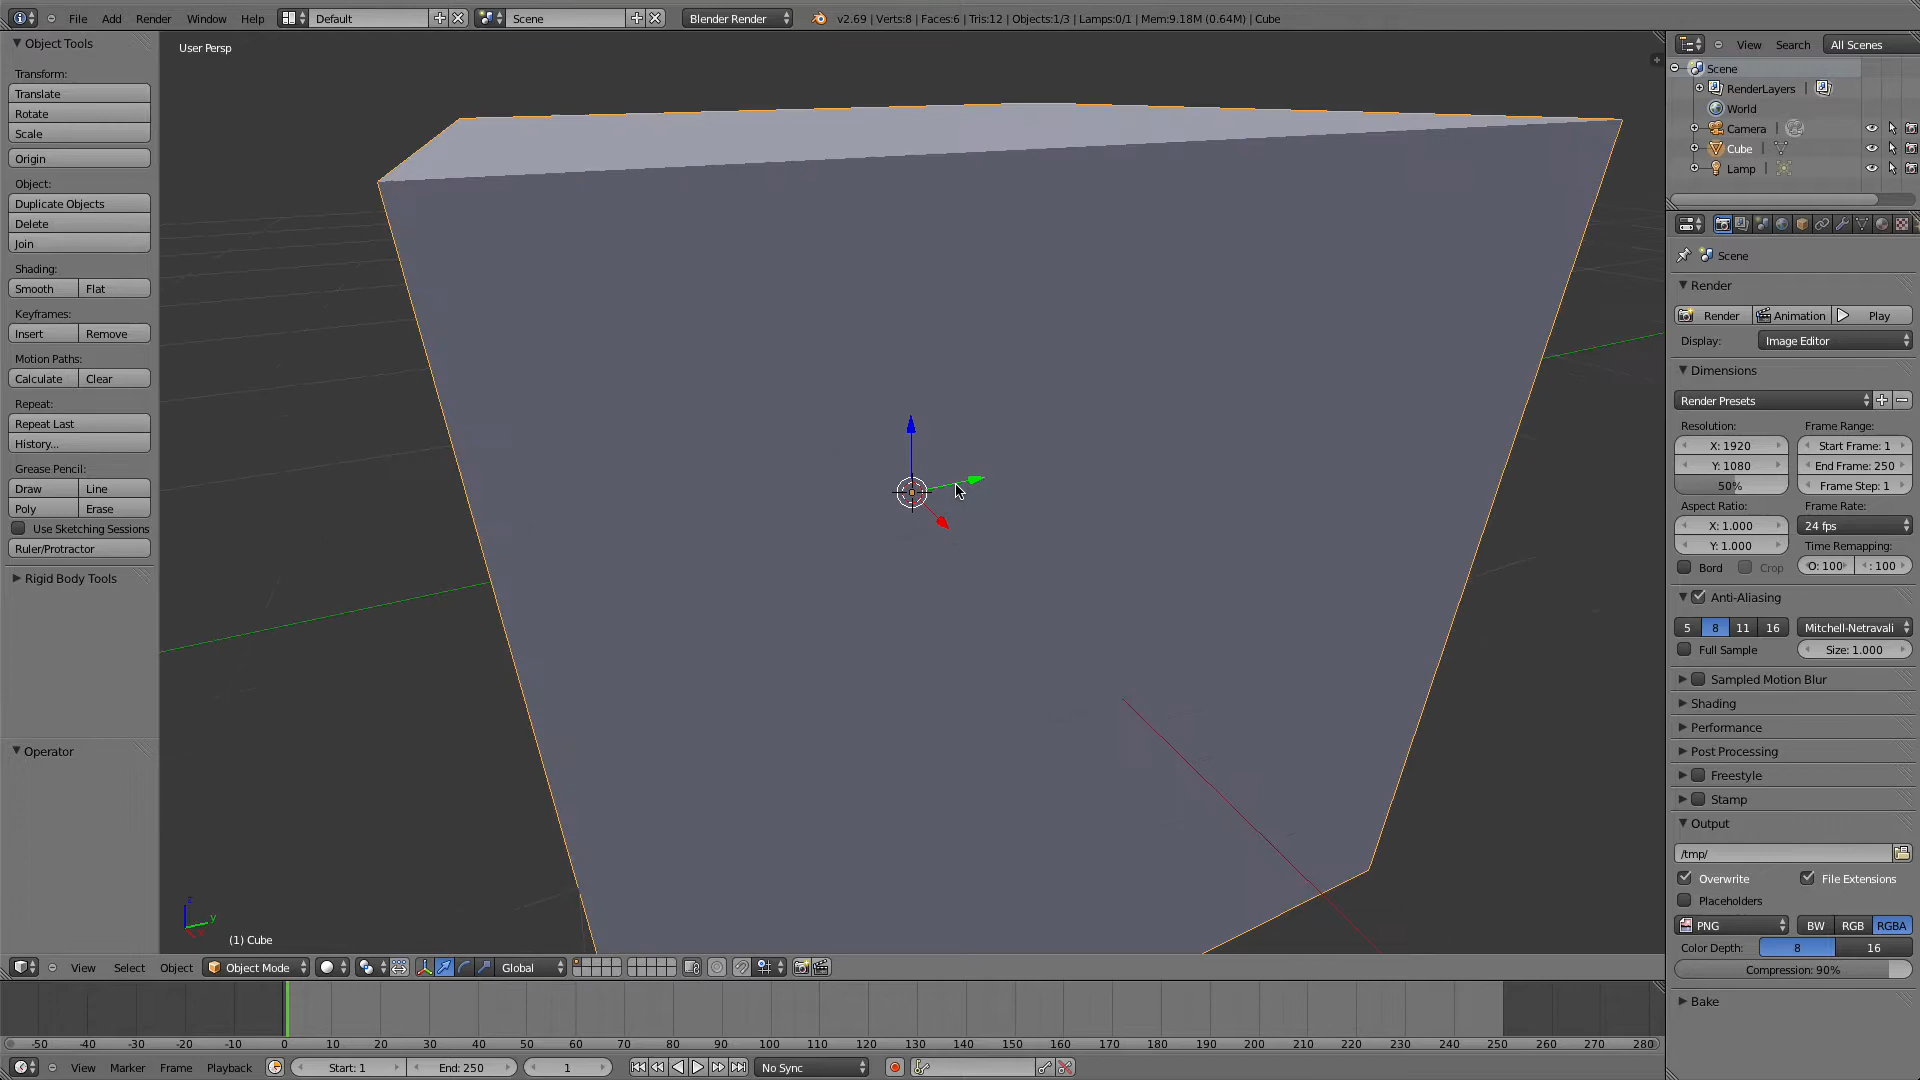 File Add Render Window Help Default Scene Blender Render v2.69 | Verts:8 | Faces:6 | Tris:12 | Objects:1/3 | Lamps:0/1 | Mem:9.18M (0.64M) | Cube
Object Tools
Transform:
Translate
Rotate
Scale
Origin
Object:
Duplicate Objects
Delete
Join
Shading:
Smooth Flat
Keyframes:
Insert Remove
Motion Paths:
Calculate Clear
Repeat:
Repeat Last
History...
Grease Pencil:
Draw Line
Poly Erase
Use Sketching Sessions
Ruler/Protractor
Rigid Body Tools
Operator
User Persp
z
y
(1) Cube
View Select Object Object Mode Global
View Search All Scenes
Scene
RenderLayers
World
Camera
Cube
Lamp
Scene
Render
Render Animation Play
Display: Image Editor
Dimensions
Render Presets
Resolution: Frame Range:
X: 1920 Start Frame: 1
Y: 1080 End Frame: 250
50% Frame Step: 1
Aspect Ratio: Frame Rate:
X: 1.000 24 fps
Y: 1.000 Time Remapping:
Bord Crop O: 100 : 100
Anti-Aliasing
5 8 11 16 Mitchell-Netravali
Full Sample Size: 1.000
Sampled Motion Blur
Shading
Performance
Post Processing
Freestyle
Stamp
Output
/tmp/
Overwrite File Extensions
Placeholders
PNG BW RGB RGBA
Color Depth: 8 16
Compression: 90%
Bake
-50 -40 -30 -20 -10 0 10 20 30 40 50 60 70 80 90 100 110 120 130 140 150 160 170 180 190 200 210 220 230 240 250 260 270 280
View Marker Frame Playback Start: 1 End: 250 1 No Sync